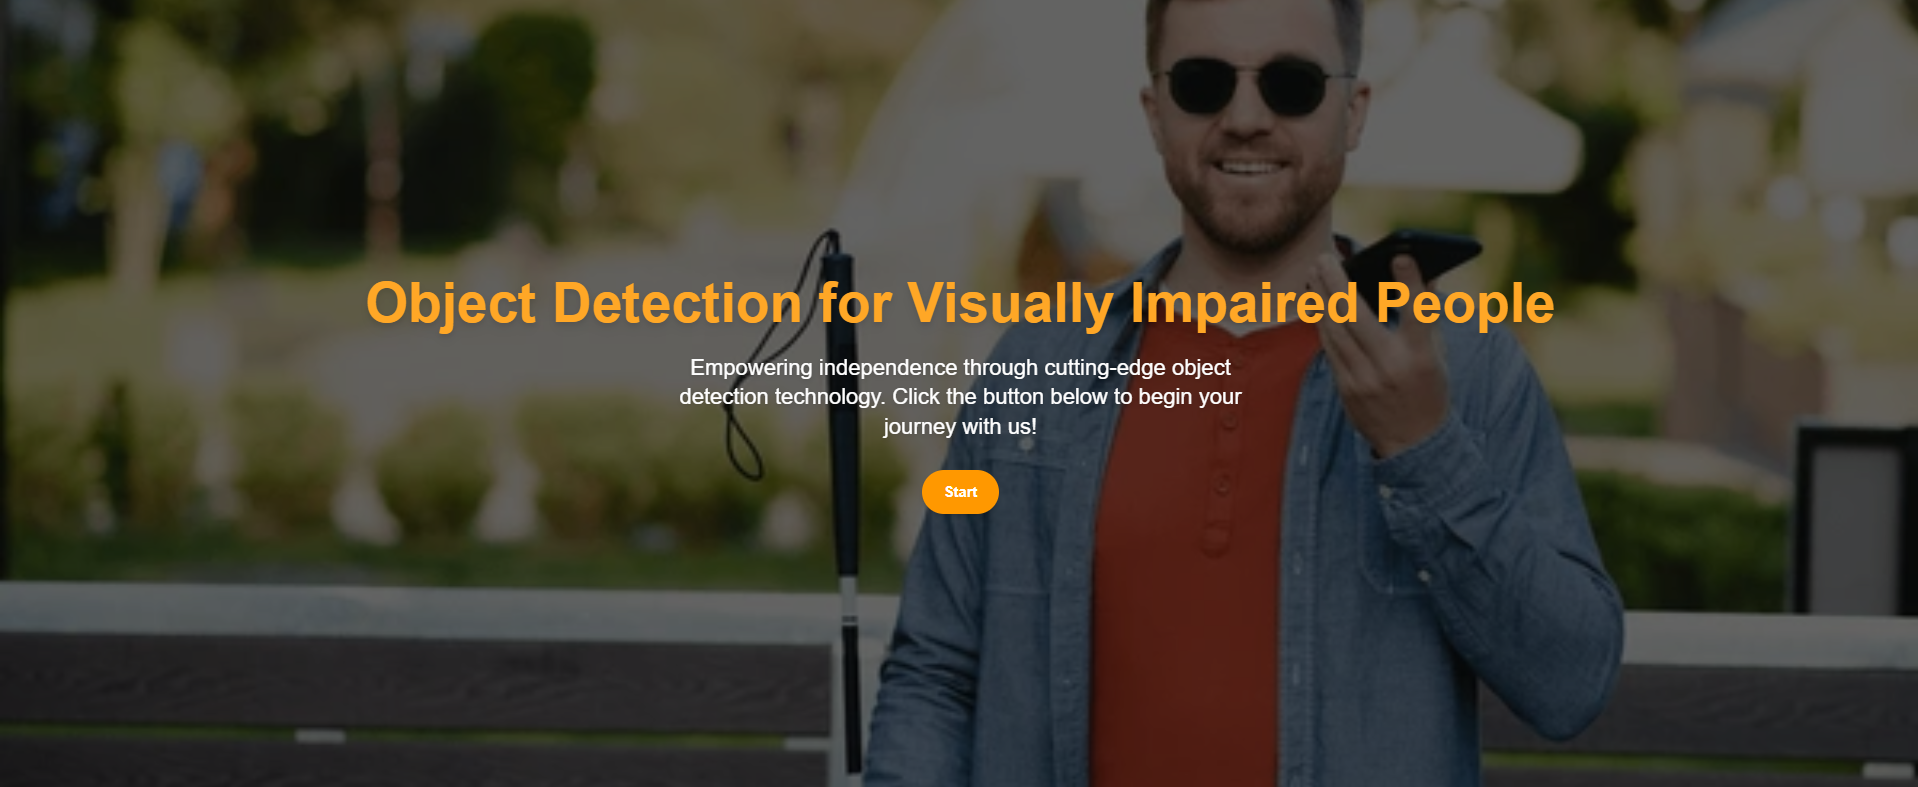 Object Detection for Visually Impaired People
Empowering independence through cutting-edge object
detection technology. Click the button below to begin your
journey with us!
Start